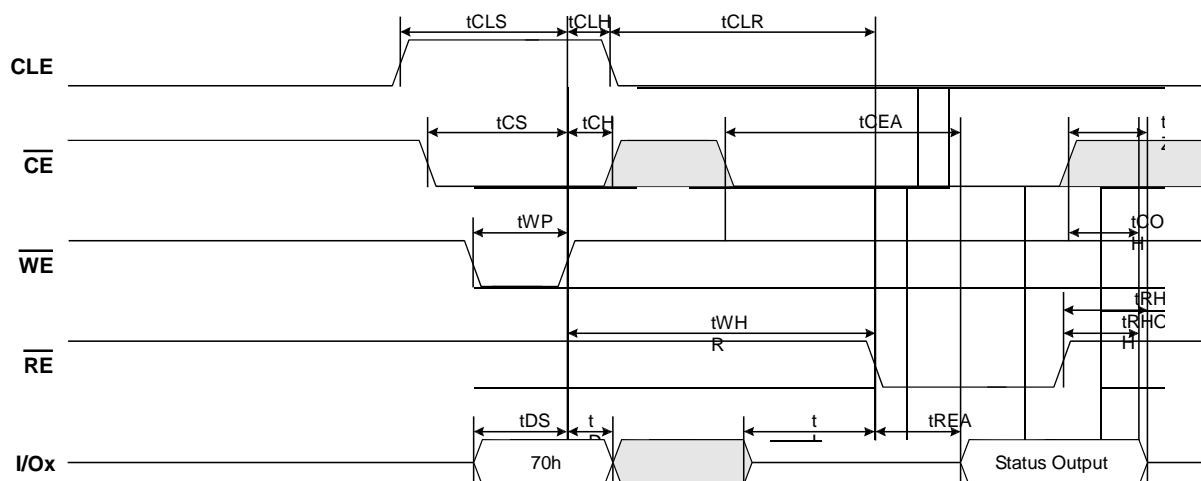 tCLS tCLH tCLR
CLE
tCS tCH tCEA t
CE
tWP tCO
H
WE
tRH
tWH tRHO
R H
RE
tDS t t tREA
I/Ox 70h Status Output